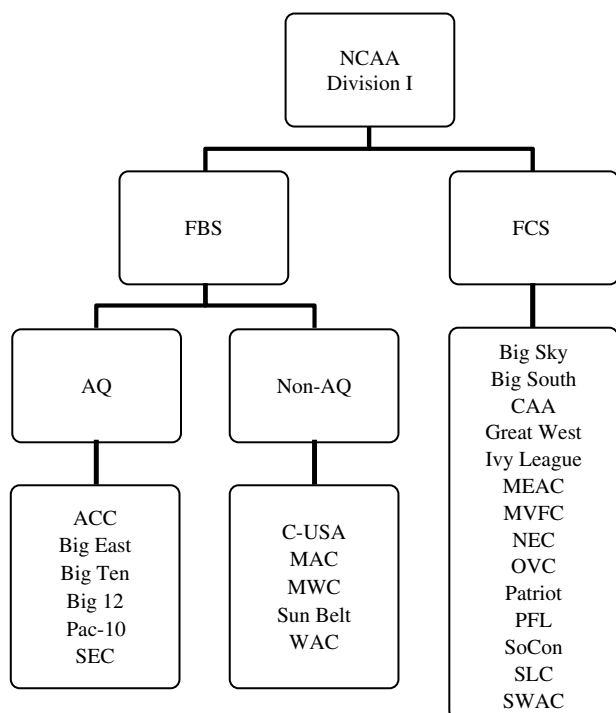 NCAA
Division I
FBS
FCS
AQ
Non-AQ
ACC
Big East
Big Ten
Big 12
Pac-10
SEC
C-USA
MAC
MWC
Sun Belt
WAC
Big Sky
Big South
CAA
Great West
Ivy League
MEAC
MVFC
NEC
OVC
Patriot
PFL
SoCon
SLC
SWAC